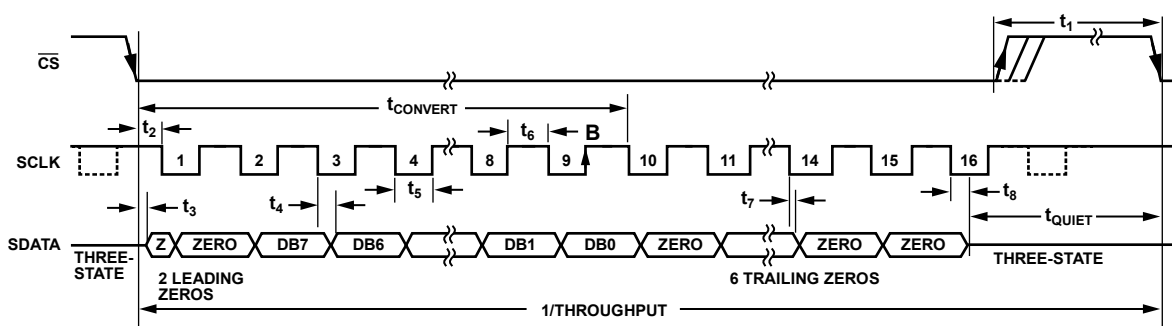 t1
CS
tCONVERT
t2
t6
B
SCLK
1
2
3
4
8
9
10
11
14
15
16
t3
t4
t5
t7
t8
tQUIET
SDATA
Z
ZERO
DB7
DB6
DB1
DB0
ZERO
ZERO
ZERO
THREE-
STATE
2 LEADING
ZEROS
6 TRAILING ZEROS
THREE-STATE
1/THROUGHPUT